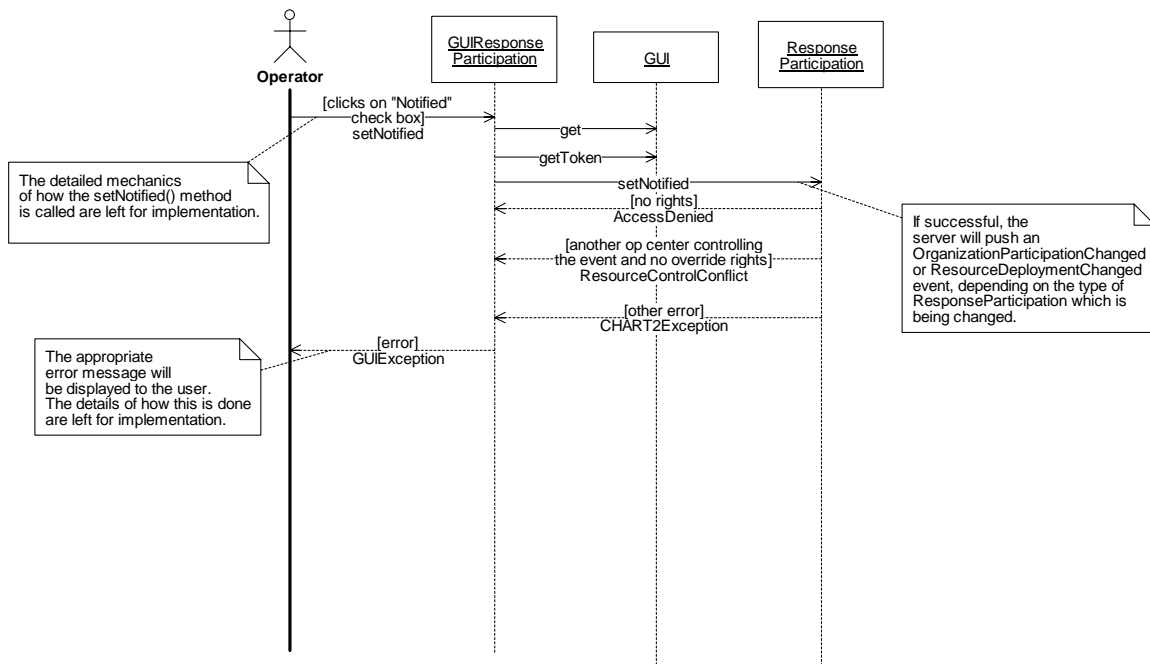 Operator
GUIResponse
Participation
GUI
Response
Participation
[clicks on "Notified"
check box]
setNotified
get
getToken
The detailed mechanics
of how the setNotified() method
is called are left for implementation.
setNotified
[no rights]
AccessDenied
If successful, the
server will push an
OrganizationParticipationChanged
or ResourceDeploymentChanged
event, depending on the type of
ResponseParticipation which is
being changed.
[another op center controlling
the event and no override rights]
ResourceControlConflict
[other error]
CHART2Exception
[error]
GUIException
The appropriate
error message will
be displayed to the user.
The details of how this is done
are left for implementation.